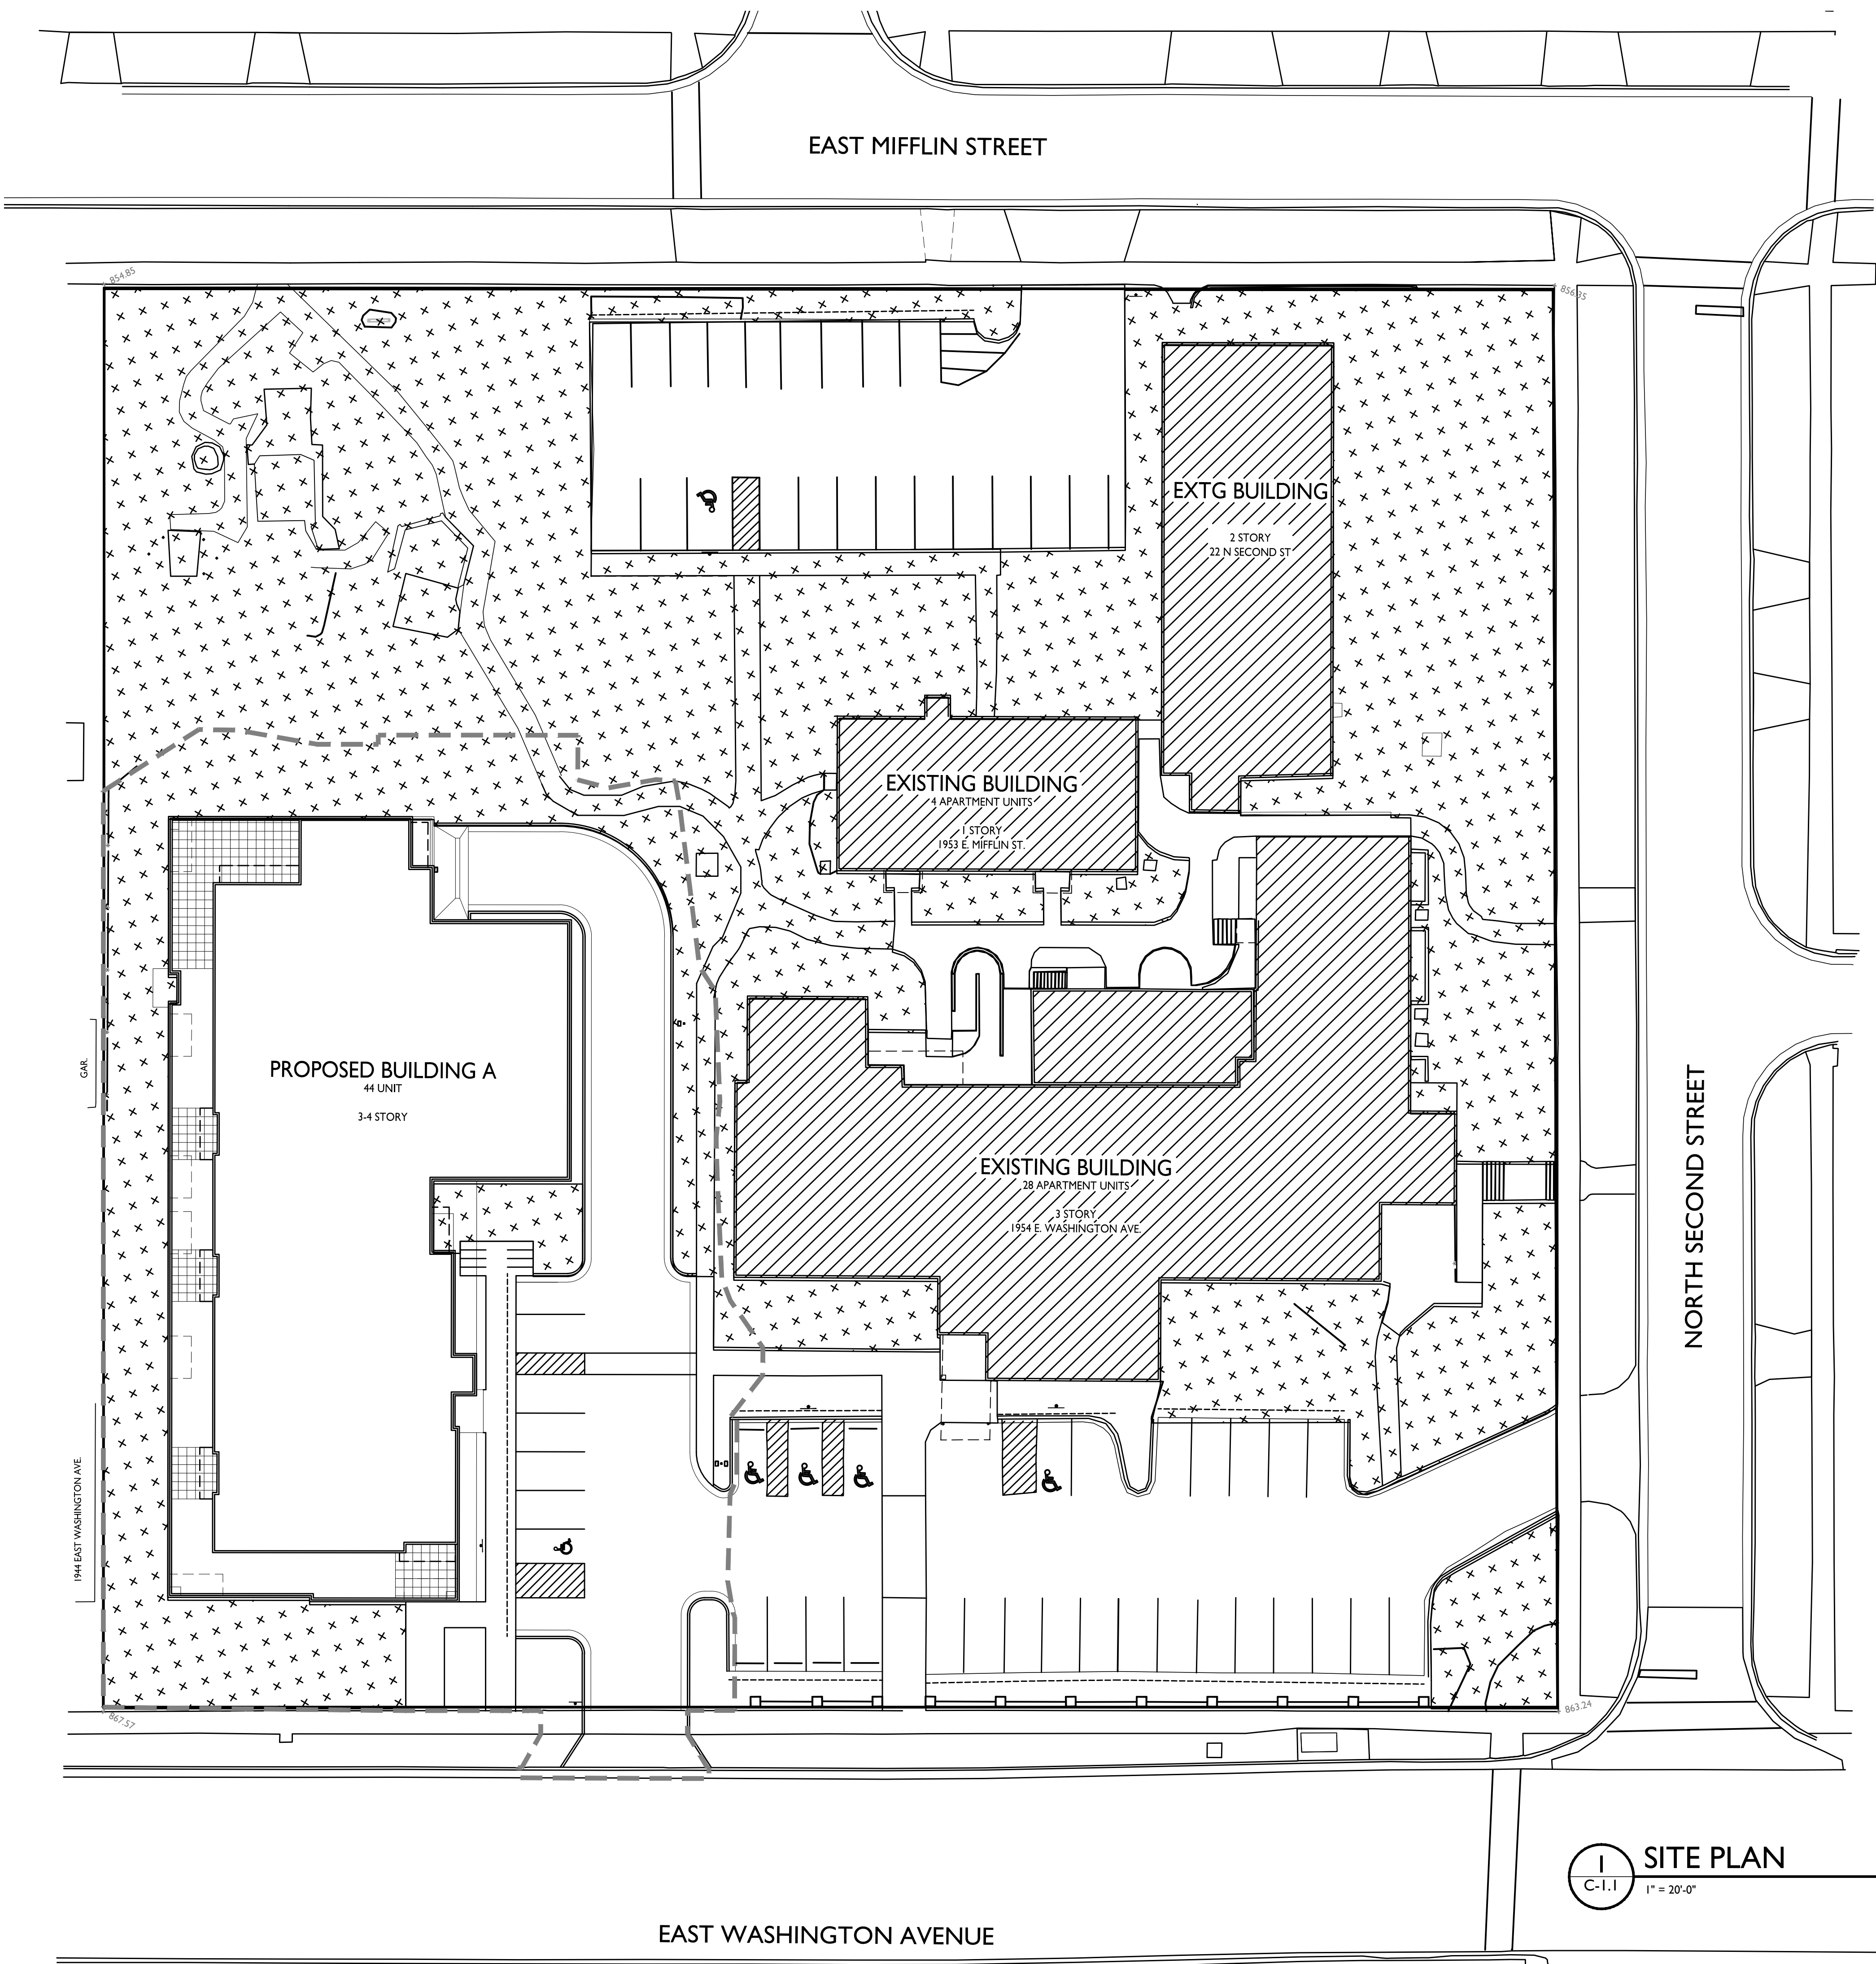 EAST MIFFLIN STREET
854.85
856.35
EXTG BUILDING
2 STORY
22 N SECOND ST
EXISTING BUILDING
4 APARTMENT UNITS
1 STORY
1953 E. MIFFLIN ST.
PROPOSED BUILDING A
44 UNIT
3-4 STORY
GAR.
EXISTING BUILDING
28 APARTMENT UNITS
3 STORY
1954 E. WASHINGTON AVE.
NORTH SECOND STREET
1944 EAST WASHINGTON AVE.
867.57
863.24
1
C-1.1
SITE PLAN
1" = 20'-0"
EAST WASHINGTON AVENUE